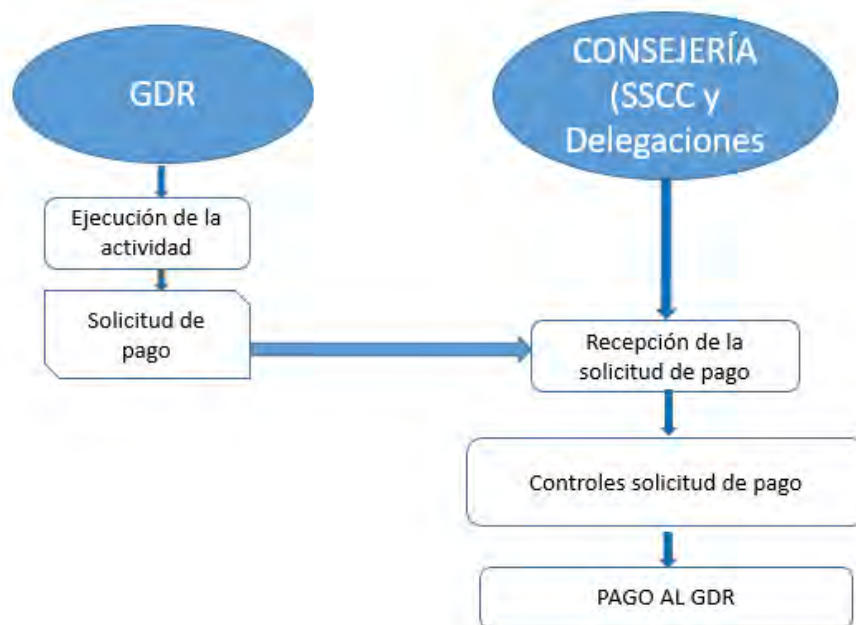 GDR
CONSEJERÍA
(SSCC y
Delegaciones
Ejecución de la
actividad
Solicitud de
pago
Recepción de la
solicitud de pago
Controles solicitud de pago
PAGO AL GDR